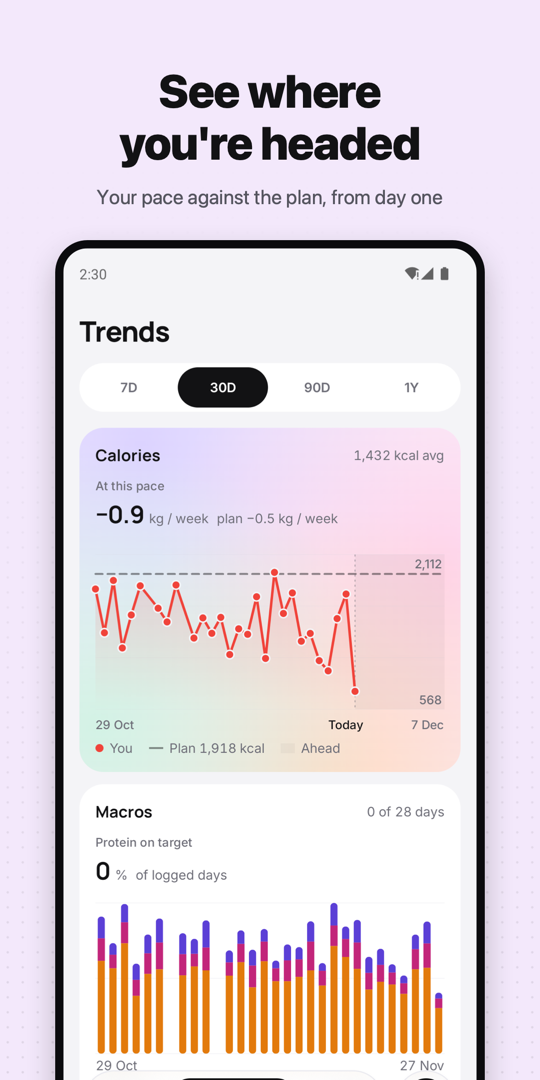 See where
you're headed
Your pace against the plan, from day one
2:30
Trends
7D 30D 90D 1Y
Calories 1,432 kcal avg
At this pace
−0.9 kg / week plan −0.5 kg / week
2,112
568
29 Oct Today 7 Dec
You Plan 1,918 kcal Ahead
Macros 0 of 28 days
Protein on target
0 % of logged days
29 Oct 27 Nov